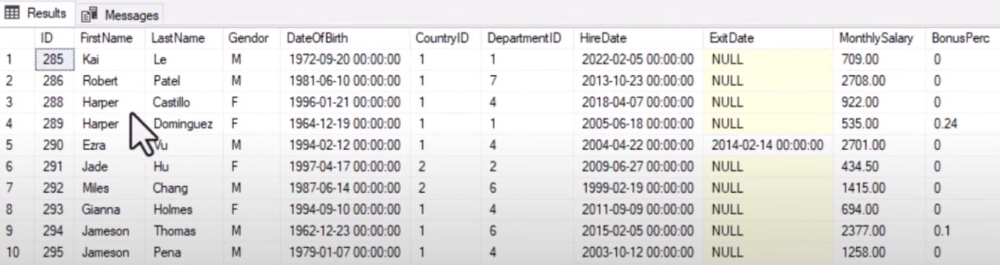 Results Messages
ID FirstName LastName Gendor DateOfBirth CountryID DepartmentID HireDate ExitDate MonthlySalary BonusPerc
1 285 Kai Le M 1972-09-20 00:00:00 1 1 2022-02-05 00:00:00 NULL 709.00 0
2 286 Robert Patel M 1981-06-10 00:00:00 1 7 2013-10-23 00:00:00 NULL 2708.00 0
3 288 Harper Castillo F 1996-01-21 00:00:00 1 4 2018-04-07 00:00:00 NULL 922.00 0
4 289 Harper Dominguez F 1964-12-19 00:00:00 1 1 2005-06-18 00:00:00 NULL 535.00 0.24
5 290 Ezra Vu M 1994-02-12 00:00:00 1 4 2004-04-22 00:00:00 2014-02-14 00:00:00 2701.00 0
6 291 Jade Hu F 1997-04-17 00:00:00 2 2 2009-06-27 00:00:00 NULL 434.50 0
7 292 Miles Chang M 1987-06-14 00:00:00 2 6 1999-02-19 00:00:00 NULL 1415.00 0
8 293 Gianna Holmes F 1994-09-10 00:00:00 1 4 2011-09-09 00:00:00 NULL 694.00 0
9 294 Jameson Thomas M 1962-12-23 00:00:00 1 6 2015-02-05 00:00:00 NULL 2377.00 0.1
10 295 Jameson Pena M 1979-01-07 00:00:00 1 4 2003-10-12 00:00:00 NULL 1258.00 0